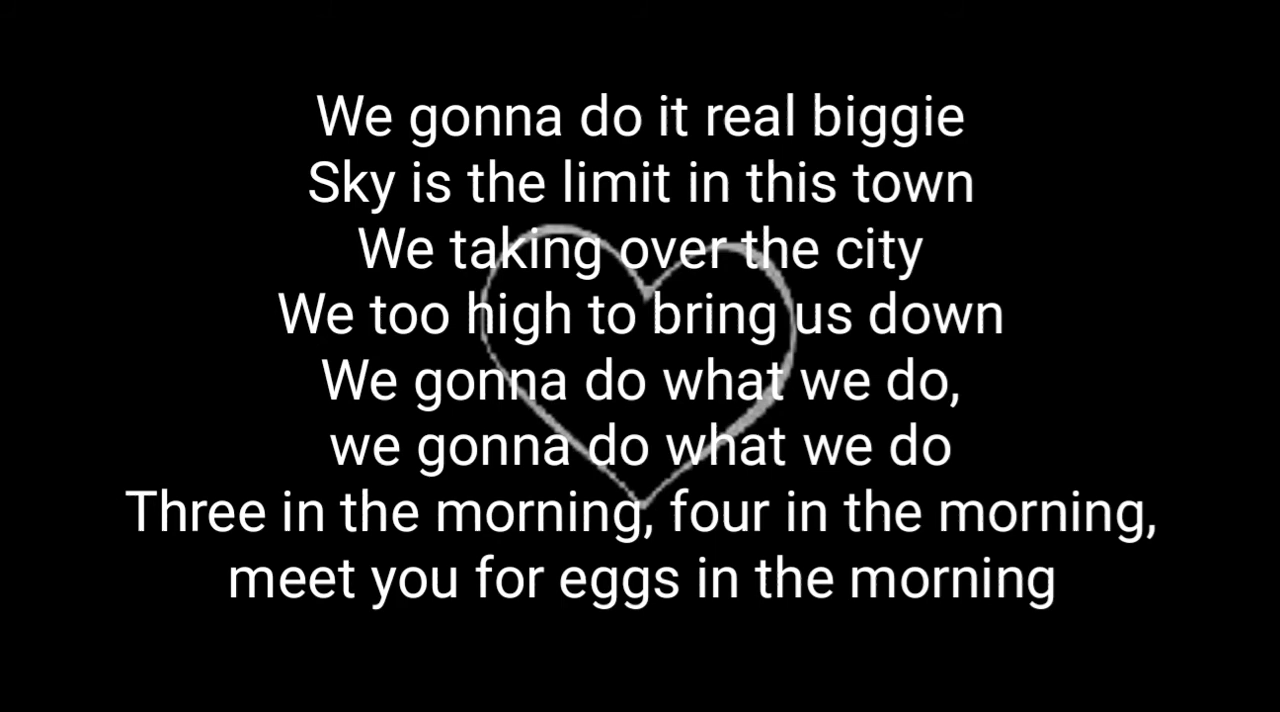 We gonna do it real biggie
Sky is the limit in this town
We taking over the city
We too high to bring us down
We gonna do what we do,
we gonna do what we do
Three in the morning, four in the morning,
meet you for eggs in the morning